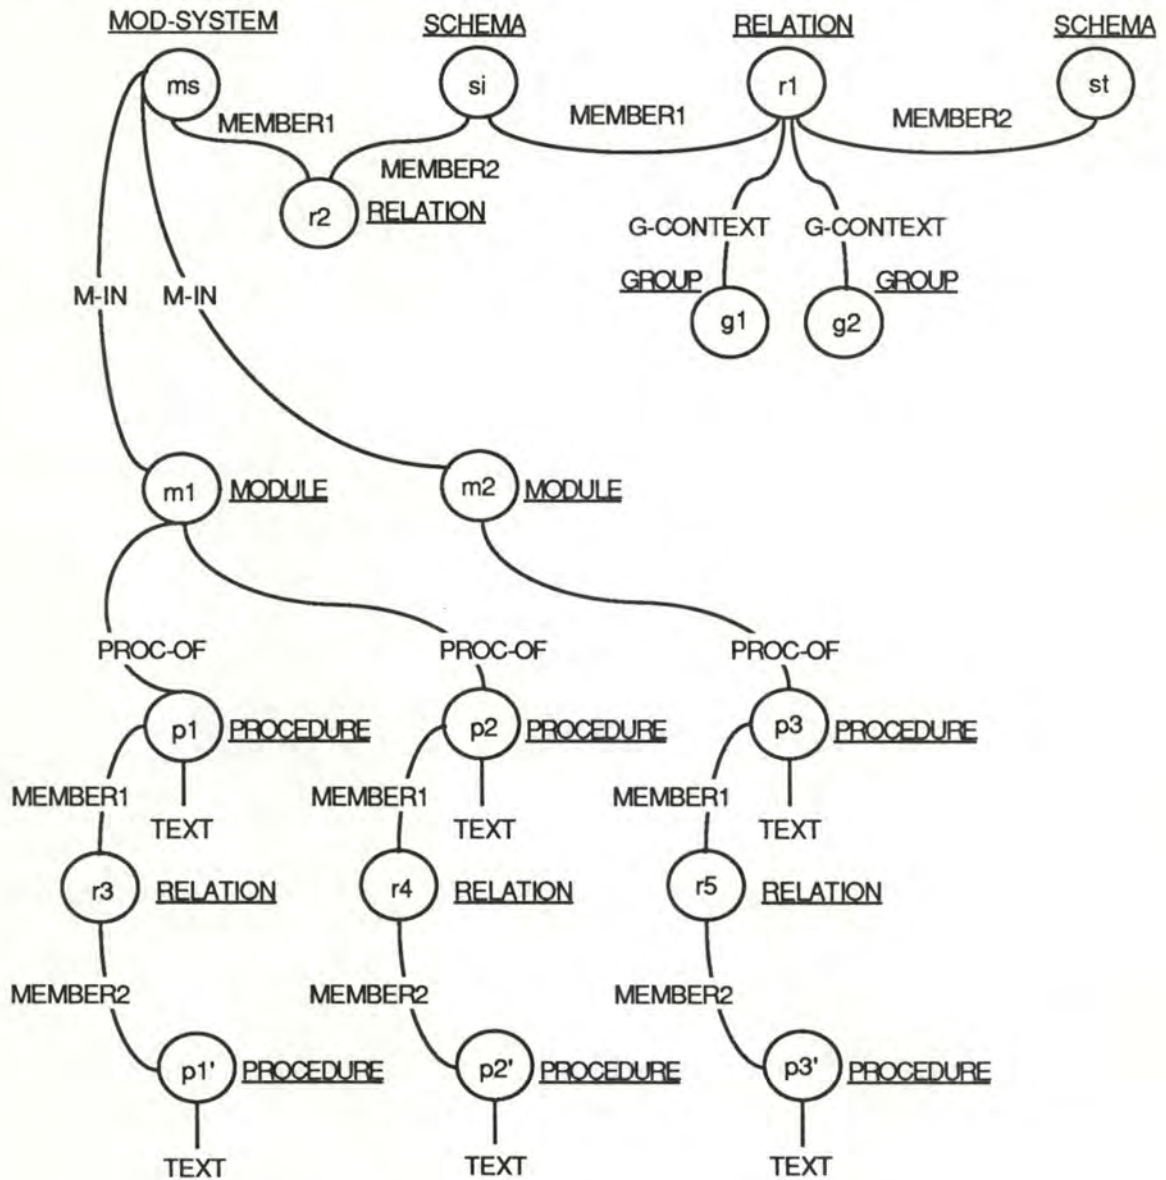 MOD-SYSTEM SCHEMA RELATION SCHEMA
ms si r1 st
MEMBER1 MEMBER1 MEMBER2
MEMBER2
r2 RELATION
G-CONTEXT G-CONTEXT
M-IN M-IN GROUP GROUP
g1 g2
m1 MODULE m2 MODULE
PROC-OF PROC-OF PROC-OF
p1 PROCEDURE p2 PROCEDURE p3 PROCEDURE
MEMBER1 MEMBER1 MEMBER1
TEXT TEXT TEXT
r3 RELATION r4 RELATION r5 RELATION
MEMBER2 MEMBER2 MEMBER2
p1' PROCEDURE p2' PROCEDURE p3' PROCEDURE
TEXT TEXT TEXT